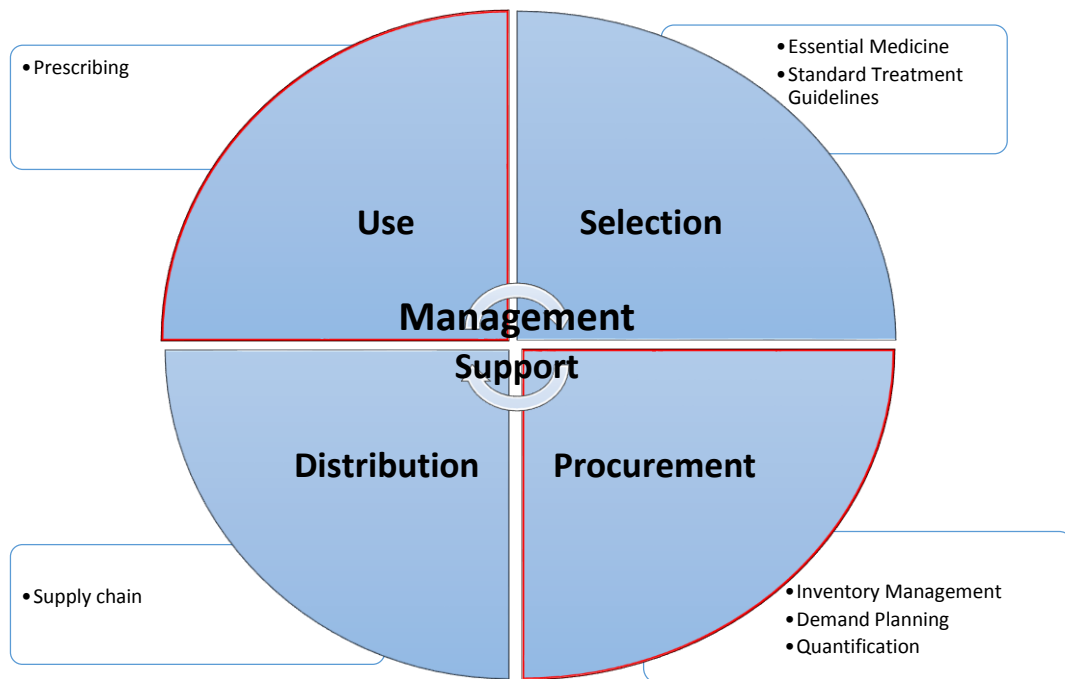 • Prescribing
• Essential Medicine
• Standard Treatment
Guidelines
Use
Selection
Management
Support
Distribution
Procurement
• Supply chain
• Inventory Management
• Demand Planning
• Quantification